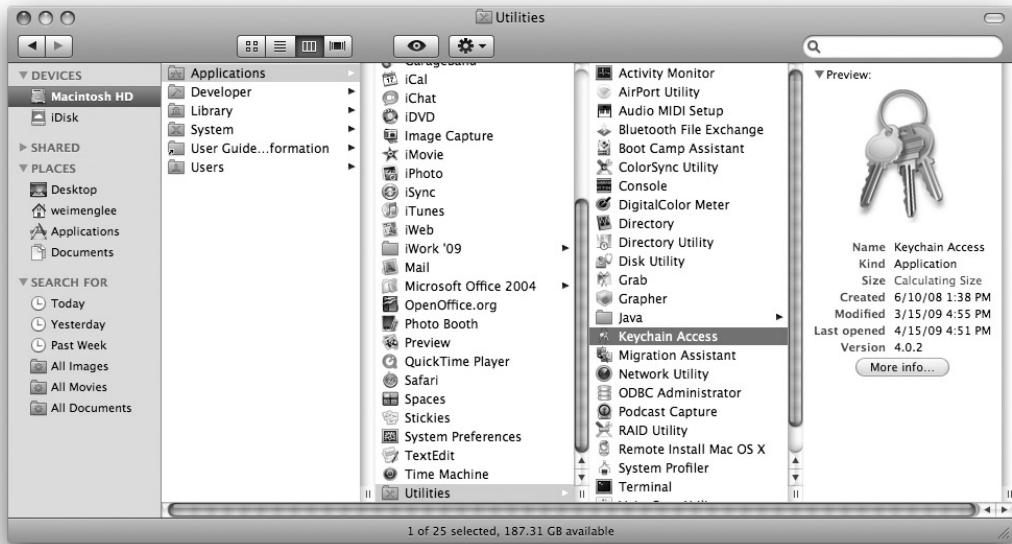 Utilities
DEVICES
Macintosh HD
iDisk
SHARED
PLACES
Desktop
weimenglee
Applications
Documents
SEARCH FOR
Today
Yesterday
Past Week
All Images
All Movies
All Documents
Applications
Developer
Library
System
User Guide...formation
Users
GarageBand
iCal
iChat
iDVD
Image Capture
iMovie
iPhoto
iSync
iTunes
iWeb
iWork '09
Mail
Microsoft Office 2004
OpenOffice.org
Photo Booth
Preview
QuickTime Player
Safari
Spaces
Stickies
System Preferences
TextEdit
Time Machine
Utilities
Activity Monitor
AirPort Utility
Audio MIDI Setup
Bluetooth File Exchange
Boot Camp Assistant
ColorSync Utility
Console
DigitalColor Meter
Directory
Directory Utility
Disk Utility
Grab
Grapher
Java
Keychain Access
Migration Assistant
Network Utility
ODBC Administrator
Podcast Capture
RAID Utility
Remote Install Mac OS X
System Profiler
Terminal
Preview:
Name Keychain Access
Kind Application
Size Calculating Size
Created 6/10/08 1:38 PM
Modified 3/15/09 4:55 PM
Last opened 4/15/09 4:51 PM
Version 4.0.2
More info...
1 of 25 selected, 187.31 GB available